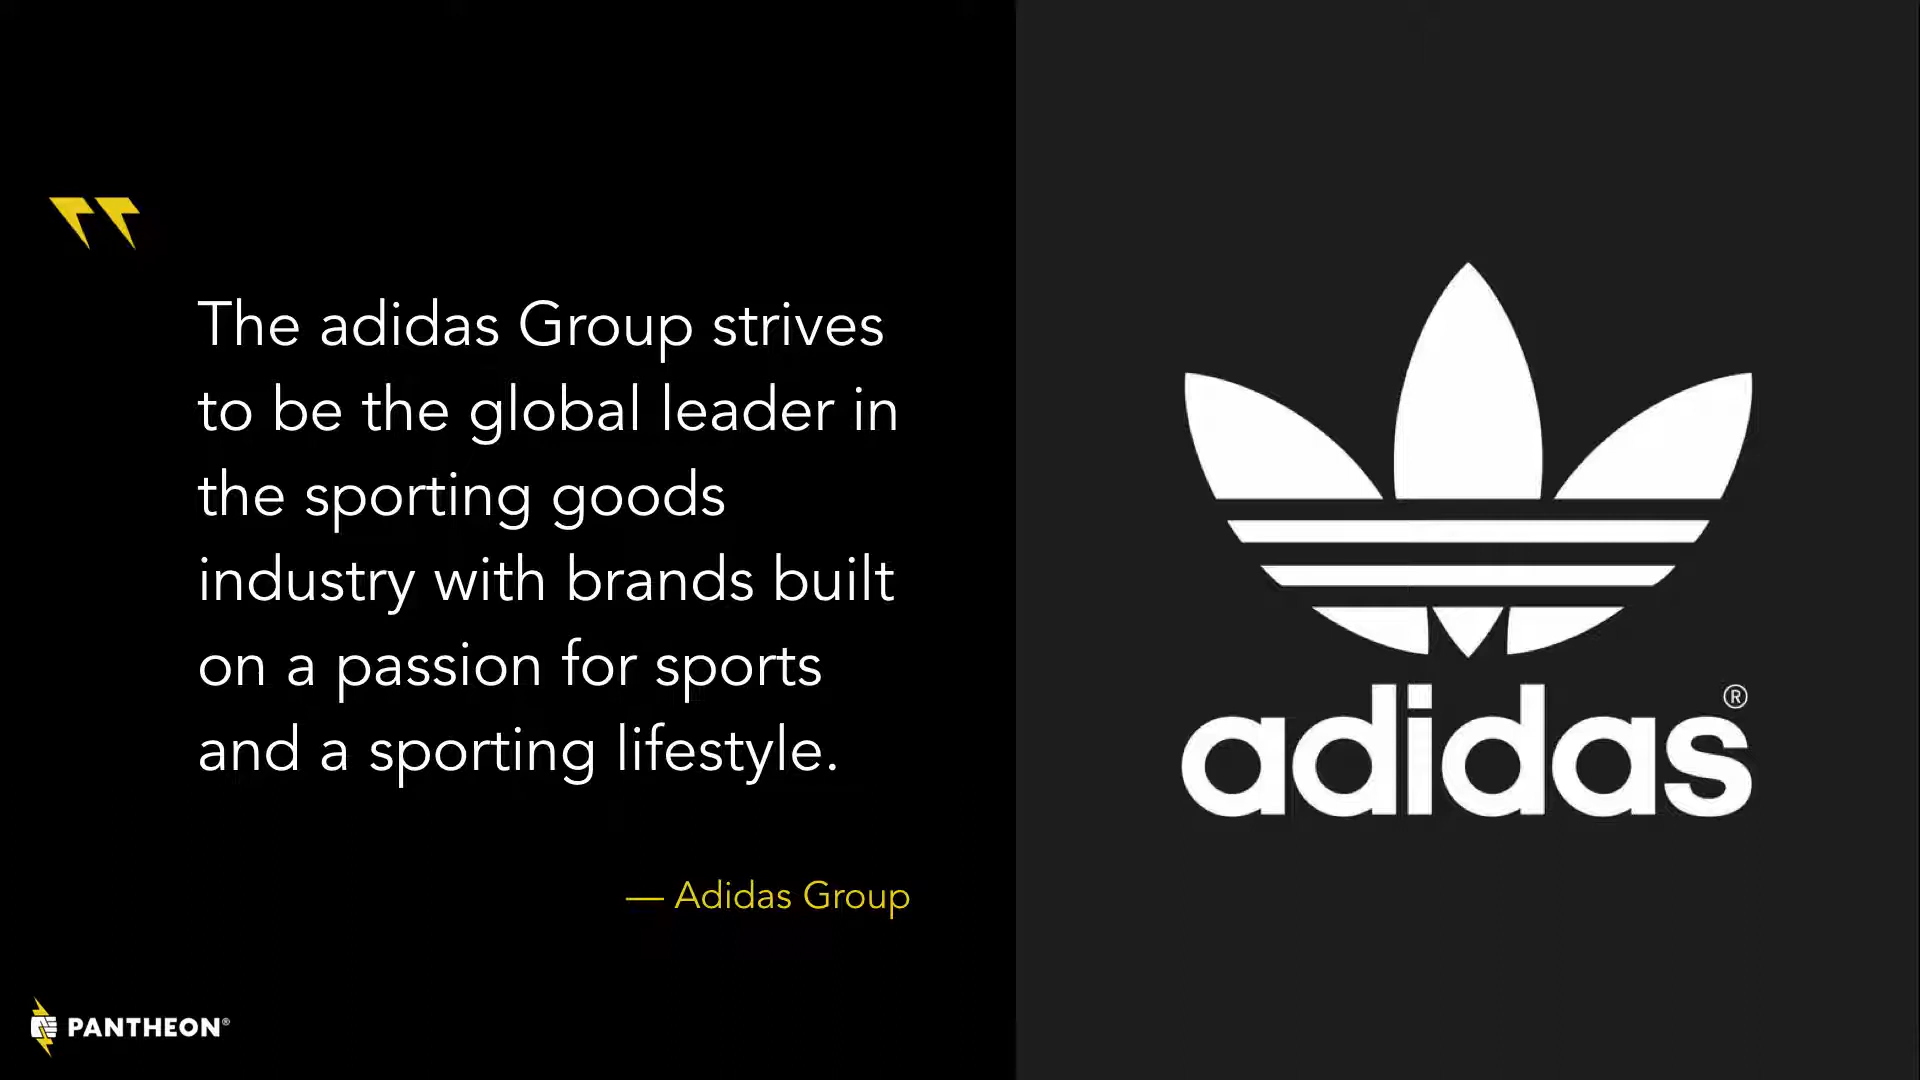 The adidas Group strives
to be the global leader in
the sporting goods
industry with brands built
on a passion for sports
and a sporting lifestyle.
— Adidas Group
PANTHEON®
adidas®